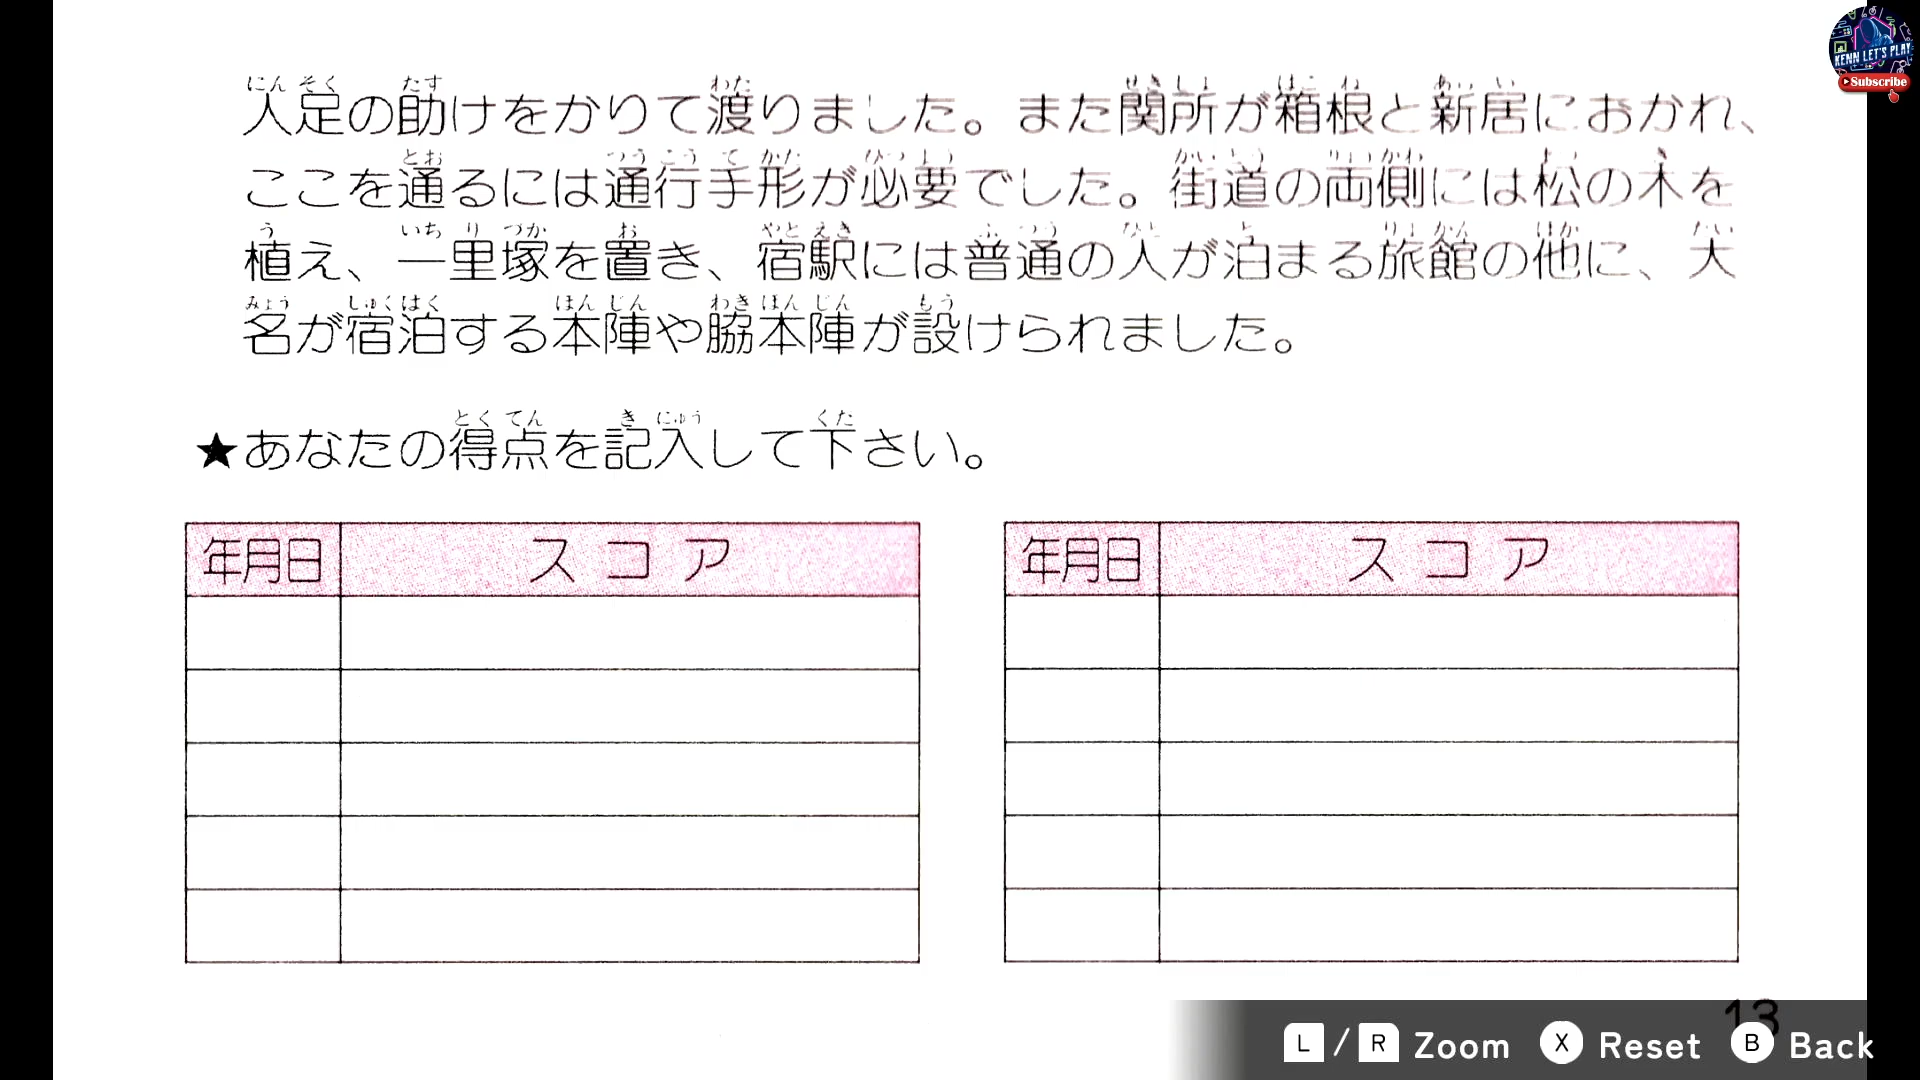 KENN LET'S PLAY
Subscribe
人足の助けをかりて渡りました。また関所が箱根と新居におかれ、
ここを通るには通行手形が必要でした。街道の両側には松の木を
植え、一里塚を置き、宿駅には普通の人が泊まる旅館の他に、大
名が宿泊する本陣や脇本陣が設けられました。
★あなたの得点を記入して下さい。
年月日 スコア 年月日 スコア
13
L / R Zoom X Reset B Back